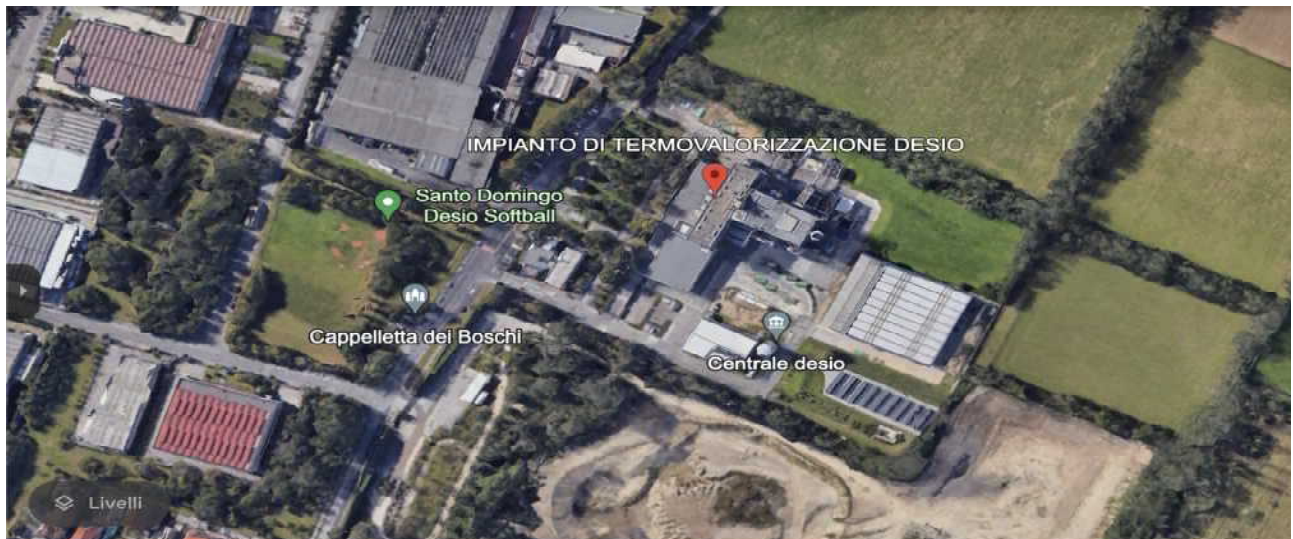 IMPIANTO DI TERMOVALORIZZAZIONE DESIO
Santo Domingo
Desio Softball
Cappelletta dei Boschi
Centrale desio
Livelli